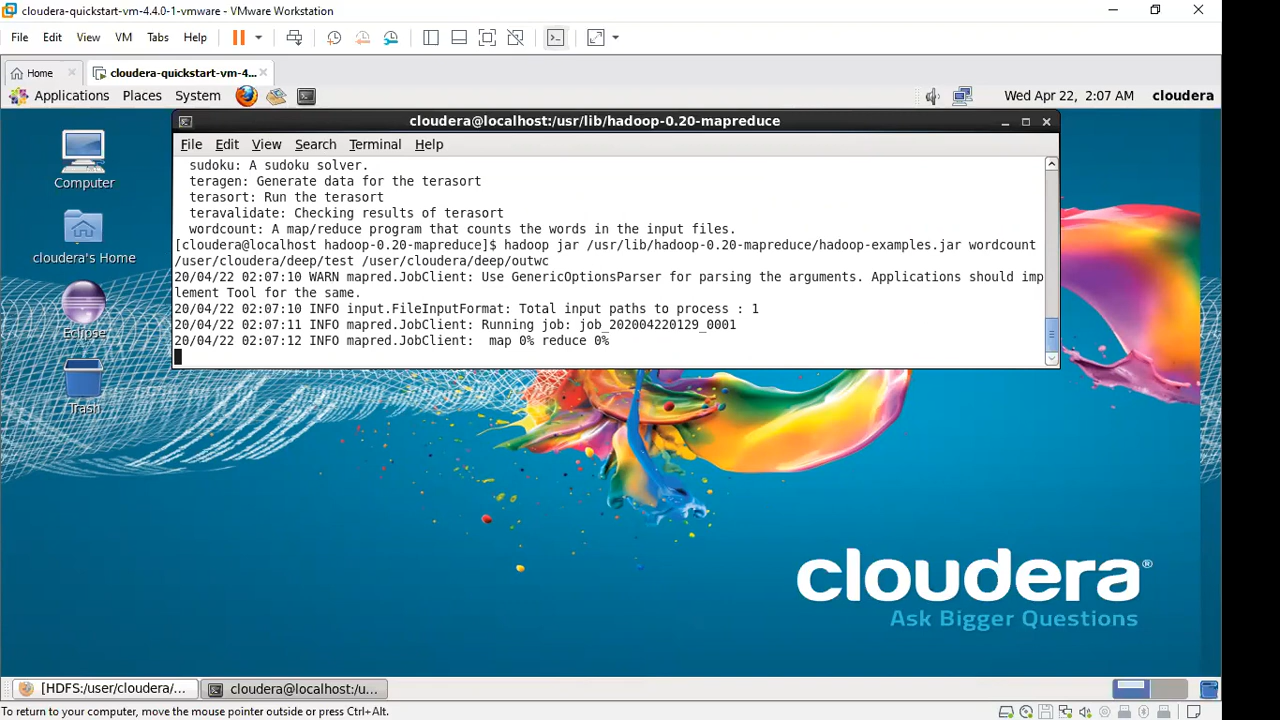 cloudera-quickstart-vm-4.4.0-1-vmware - VMware Workstation
File Edit View VM Tabs Help
Home cloudera-quickstart-vm-4...
Applications Places System Wed Apr 22, 2:07 AM cloudera
cloudera@localhost:/usr/lib/hadoop-0.20-mapreduce
File Edit View Search Terminal Help
sudoku: A sudoku solver.
teragen: Generate data for the terasort
terasort: Run the terasort
teravalidate: Checking results of terasort
wordcount: A map/reduce program that counts the words in the input files.
[cloudera@localhost hadoop-0.20-mapreduce]$ hadoop jar /usr/lib/hadoop-0.20-mapreduce/hadoop-examples.jar wordcount
/user/cloudera/deep/test /user/cloudera/deep/outwc
20/04/22 02:07:10 WARN mapred.JobClient: Use GenericOptionsParser for parsing the arguments. Applications should imp
lement Tool for the same.
20/04/22 02:07:10 INFO input.FileInputFormat: Total input paths to process : 1
20/04/22 02:07:11 INFO mapred.JobClient: Running job: job_202004220129_0001
20/04/22 02:07:12 INFO mapred.JobClient:  map 0% reduce 0%
Computer
cloudera's Home
Eclipse
Trash
cloudera®
Ask Bigger Questions
[HDFS:/user/cloudera/... cloudera@localhost:/u...
To return to your computer, move the mouse pointer outside or press Ctrl+Alt.